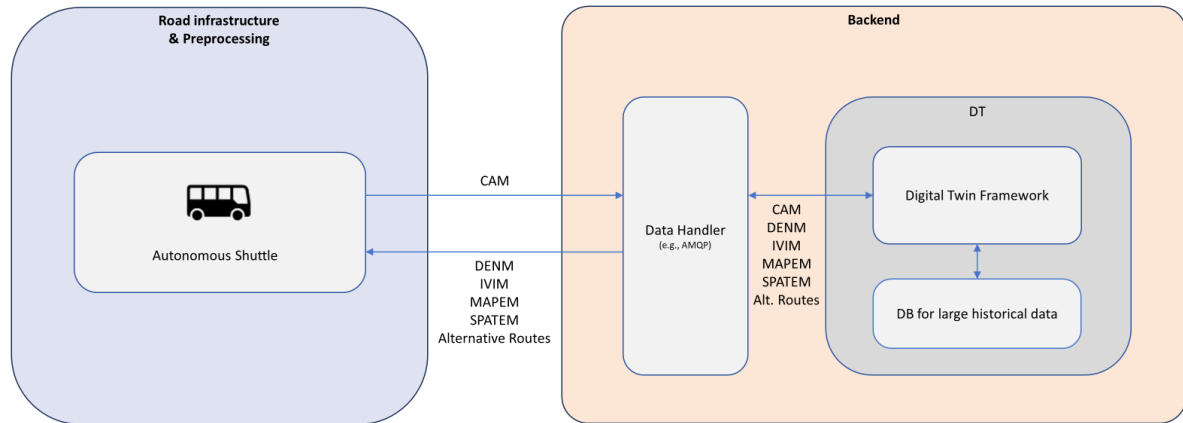 Road infrastructure
& Preprocessing
Autonomous Shuttle
CAM
DENM
IVIM
MAPEM
SPATEM
Alternative Routes
Backend
Data Handler
(e.g., AMQP)
CAM
DENM
IVIM
MAPEM
SPATEM
Alt. Routes
DT
Digital Twin Framework
DB for large historical data